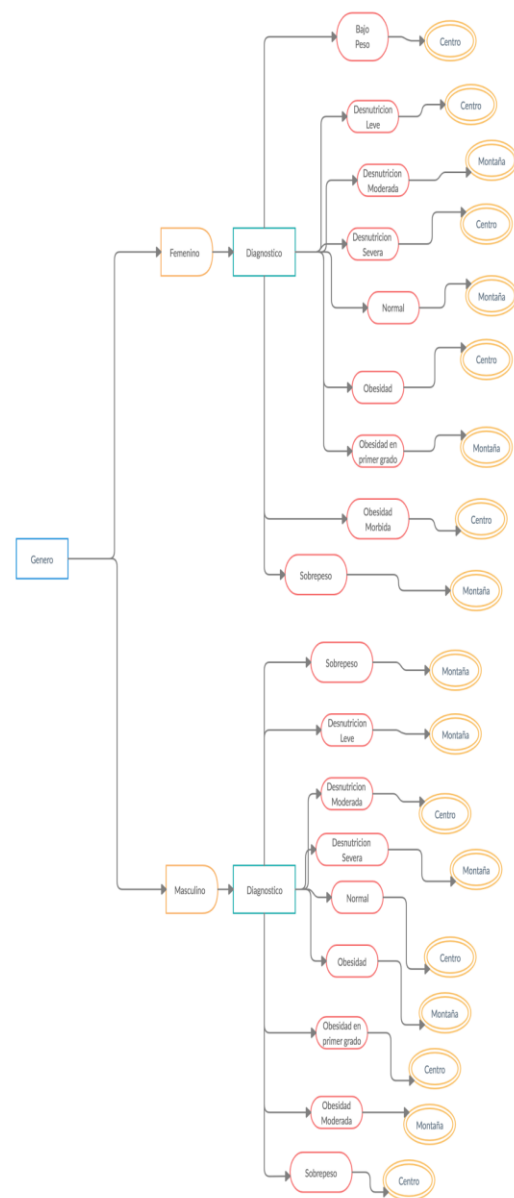 Bajo
Peso
Centro
Desnutricion
Leve
Centro
Desnutricion
Moderada
Montaña
Desnutricion
Severa
Centro
Femenino
Diagnostico
Normal
Montaña
Obesidad
Centro
Obesidad en
primer grado
Montaña
Obesidad
Morbida
Centro
Genero
Sobrepeso
Montaña
Sobrepeso
Montaña
Desnutricion
Leve
Montaña
Desnutricion
Moderada
Centro
Desnutricion
Severa
Montaña
Masculino
Diagnostico
Normal
Centro
Obesidad
Montaña
Obesidad en
primer grado
Centro
Obesidad
Moderada
Montaña
Sobrepeso
Centro